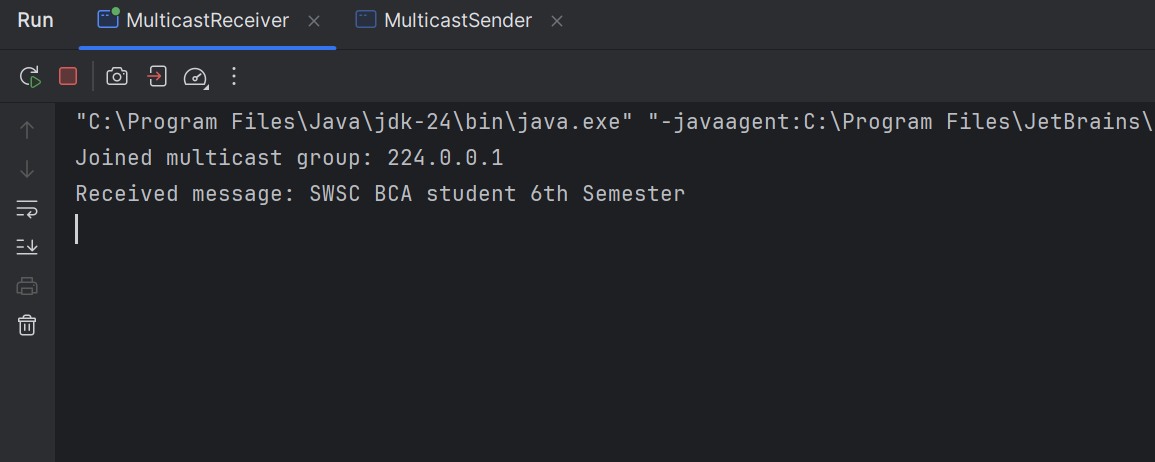 Run MulticastReceiver MulticastSender
"C:\Program Files\Java\jdk-24\bin\java.exe" "-javaagent:C:\Program Files\JetBrains\
Joined multicast group: 224.0.0.1
Received message: SWSC BCA student 6th Semester